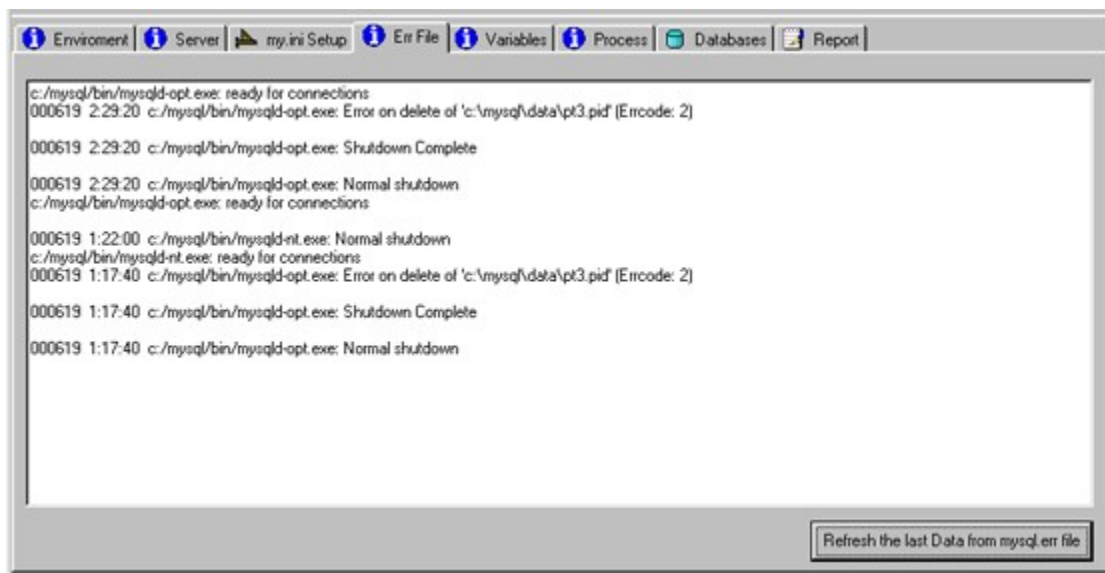 Enviroment Server my.ini Setup Err File Variables Process Databases Report
c:/mysql/bin/mysqld-opt.exe: ready for connections
000619 2:29:20 c:/mysql/bin/mysqld-opt.exe: Error on delete of 'c:\mysql\data\pt3.pid' (Errcode: 2)
000619 2:29:20 c:/mysql/bin/mysqld-opt.exe: Shutdown Complete
000619 2:29:20 c:/mysql/bin/mysqld-opt.exe: Normal shutdown
c:/mysql/bin/mysqld-opt.exe: ready for connections
000619 1:22:00 c:/mysql/bin/mysqld-nt.exe: Normal shutdown
c:/mysql/bin/mysqld-nt.exe: ready for connections
000619 1:17:40 c:/mysql/bin/mysqld-opt.exe: Error on delete of 'c:\mysql\data\pt3.pid' (Errcode: 2)
000619 1:17:40 c:/mysql/bin/mysqld-opt.exe: Shutdown Complete
000619 1:17:40 c:/mysql/bin/mysqld-opt.exe: Normal shutdown
Refresh the last Data from mysql.err file